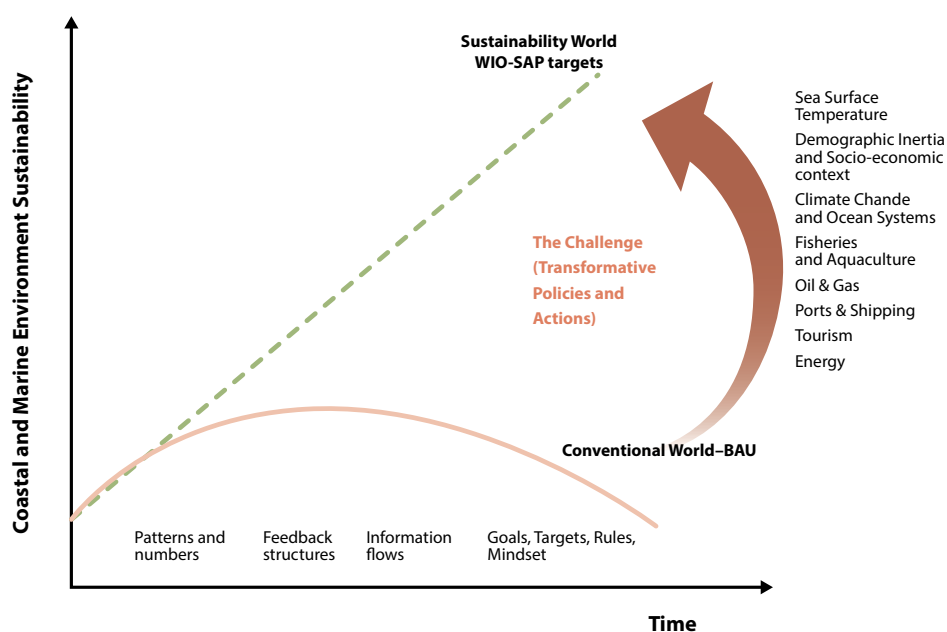 Coastal and Marine Environment Sustainability
Sustainability World
WIO-SAP targets
Sea Surface
Temperature
Demographic Inertia
and Socio-economic
context
Climate Chande
and Ocean Systems
Fisheries
and Aquaculture
Oil & Gas
Ports & Shipping
Tourism
Energy
The Challenge
(Transformative
Policies and
Actions)
Conventional World–BAU
Patterns and
numbers
Feedback
structures
Information
flows
Goals, Targets, Rules,
Mindset
Time